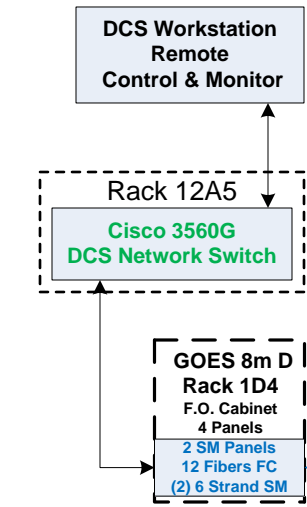 DCS Workstation
Remote
Control & Monitor
Rack 12A5
Cisco 3560G
DCS Network Switch
GOES 8m D
Rack 1D4
F.O. Cabinet
4 Panels
2 SM Panels
12 Fibers FC
(2) 6 Strand SM